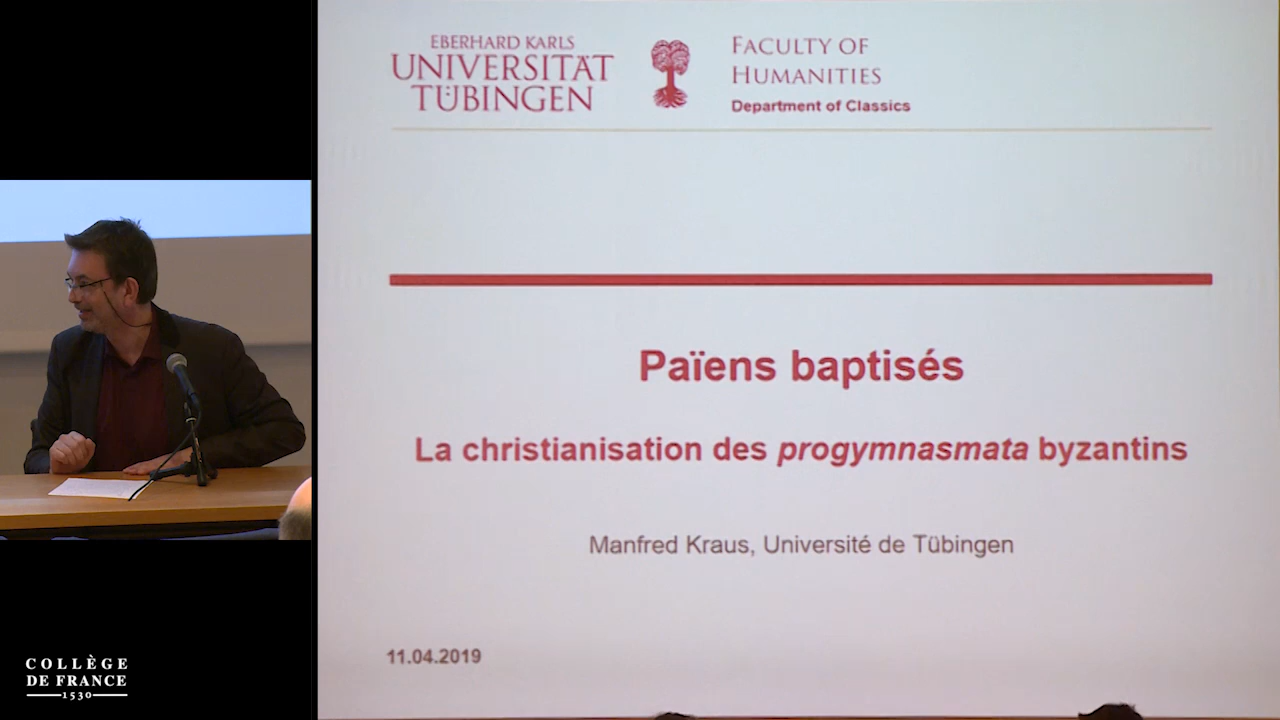 EBERHARD KARLS
UNIVERSITÄT
TÜBINGEN
FACULTY OF
HUMANITIES
Department of Classics
Païens baptisés
La christianisation des progymnasmata byzantins
Manfred Kraus, Université de Tübingen
11.04.2019
COLLÈGE
DE FRANCE
1530